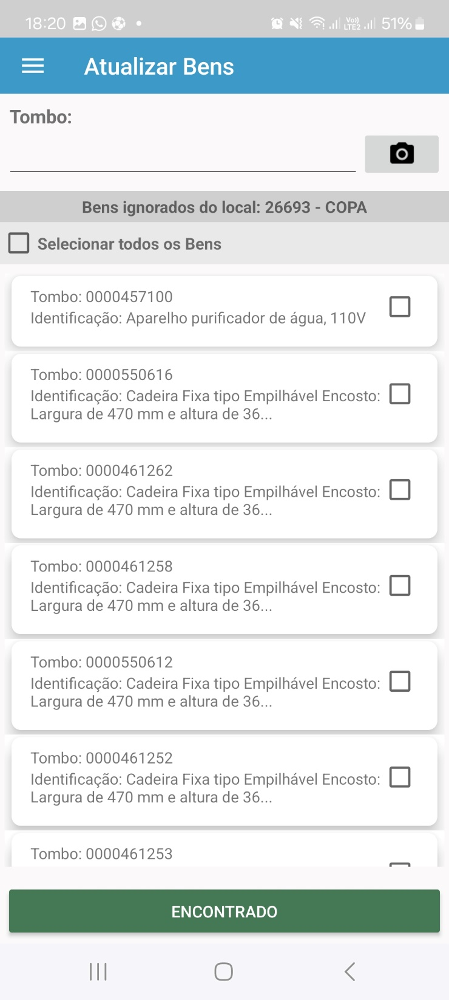 18:20
Vo))
LTE2
51%
Atualizar Bens
Tombo:
Bens ignorados do local: 26693 - COPA
Selecionar todos os Bens
Tombo: 0000457100
Identificação: Aparelho purificador de água, 110V
Tombo: 0000550616
Identificação: Cadeira Fixa tipo Empilhável Encosto:
Largura de 470 mm e altura de 36...
Tombo: 0000461262
Identificação: Cadeira Fixa tipo Empilhável Encosto:
Largura de 470 mm e altura de 36...
Tombo: 0000461258
Identificação: Cadeira Fixa tipo Empilhável Encosto:
Largura de 470 mm e altura de 36...
Tombo: 0000550612
Identificação: Cadeira Fixa tipo Empilhável Encosto:
Largura de 470 mm e altura de 36...
Tombo: 0000461252
Identificação: Cadeira Fixa tipo Empilhável Encosto:
Largura de 470 mm e altura de 36...
Tombo: 0000461253
ENCONTRADO